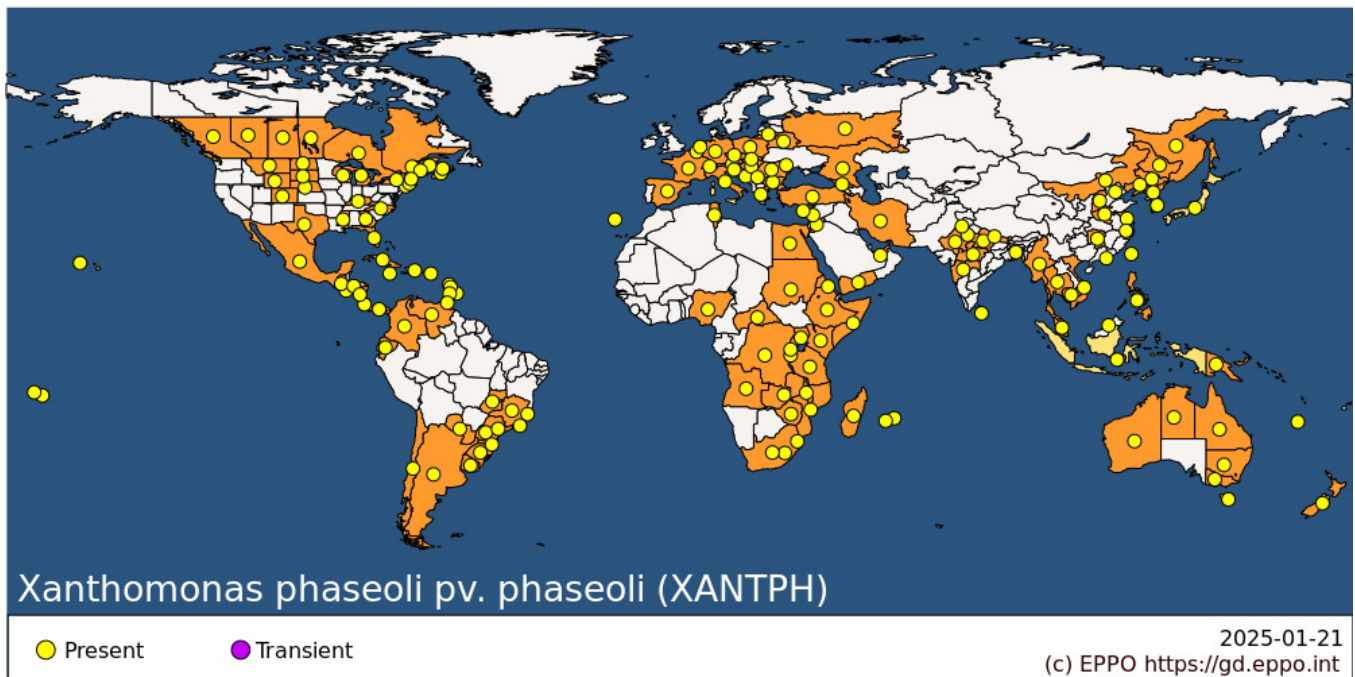 Xanthomonas phaseoli pv. phaseoli (XANTPH)
Present
Transient
2025-01-21
(c) EPPO https://gd.eppo.int